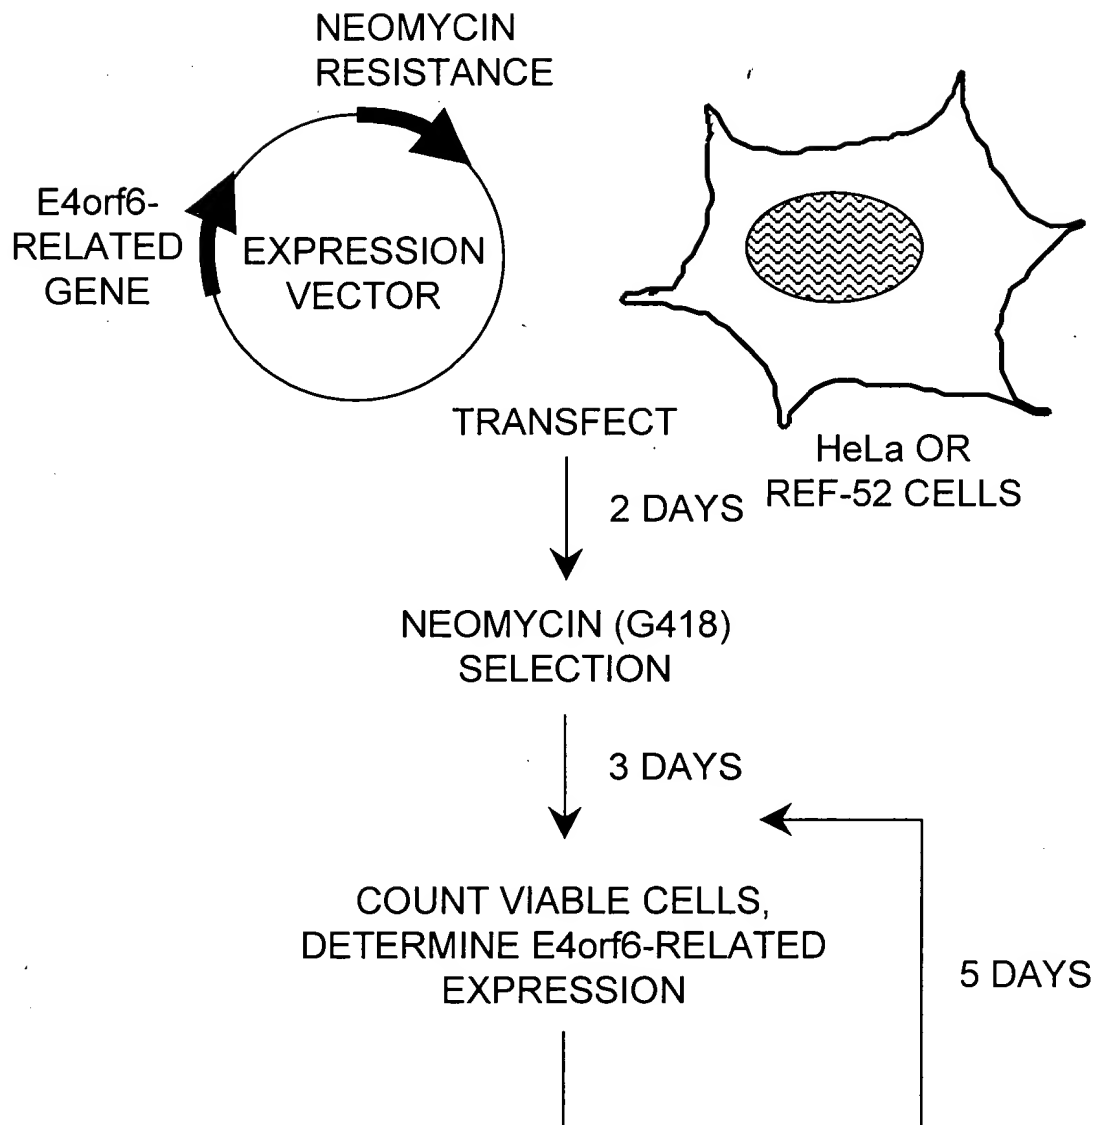 NEOMYCIN
RESISTANCE
E4orf6-
RELATED
GENE
EXPRESSION
VECTOR
TRANSFECT
HeLa OR
REF-52 CELLS
2 DAYS
NEOMYCIN (G418)
SELECTION
3 DAYS
COUNT VIABLE CELLS,
DETERMINE E4orf6-RELATED
EXPRESSION
5 DAYS